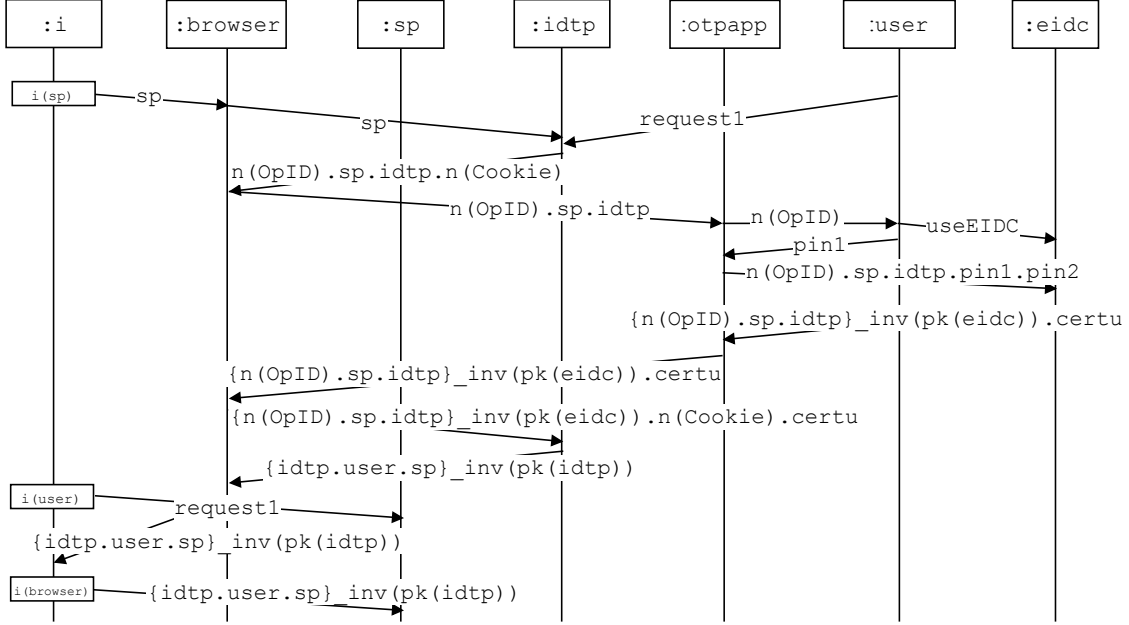 :i :browser :sp :idtp :otpapp :user :eidc
i(sp) sp
sp
request1
n(OpID).sp.idtp.n(Cookie)
n(OpID).sp.idtp
n(OpID)
useEIDC
pin1
n(OpID).sp.idtp.pin1.pin2
{n(OpID).sp.idtp}_inv(pk(eidc)).certu
{n(OpID).sp.idtp}_inv(pk(eidc)).certu
{n(OpID).sp.idtp}_inv(pk(eidc)).n(Cookie).certu
{idtp.user.sp}_inv(pk(idtp))
i(user)
request1
{idtp.user.sp}_inv(pk(idtp))
i(browser) {idtp.user.sp}_inv(pk(idtp))